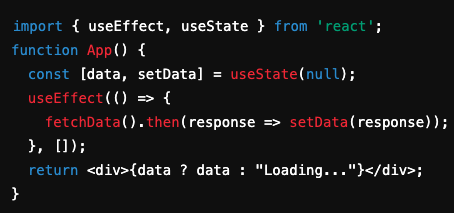 import { useEffect, useState } from 'react';
function App() {
  const [data, setData] = useState(null);
  useEffect(() => {
    fetchData().then(response => setData(response));
  }, []);
  return <div>{data ? data : "Loading..."}</div>;
}